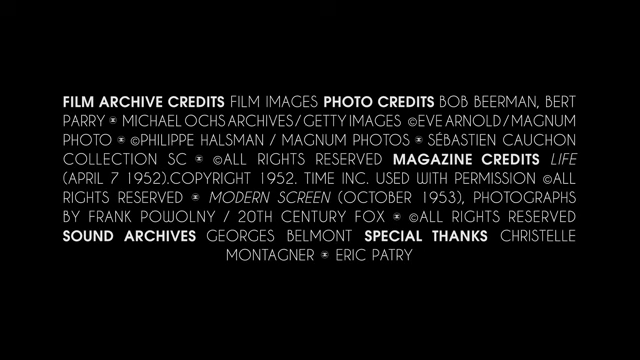 FILM ARCHIVE CREDITS FILM IMAGES PHOTO CREDITS BOB BEERMAN, BERT
PARRY * MICHAEL OCHS ARCHIVES/GETTY IMAGES ©EVE ARNOLD/MAGNUM
PHOTO * ©PHILIPPE HALSMAN / MAGNUM PHOTOS * SÉBASTIEN CAUCHON
COLLECTION SC * ©ALL RIGHTS RESERVED MAGAZINE CREDITS LIFE
(APRIL 7 1952).COPYRIGHT 1952. TIME INC. USED WITH PERMISSION ©ALL
RIGHTS RESERVED * MODERN SCREEN (OCTOBER 1953), PHOTOGRAPHS
BY FRANK POWOLNY / 20TH CENTURY FOX * ©ALL RIGHTS RESERVED
SOUND ARCHIVES GEORGES BELMONT SPECIAL THANKS CHRISTELLE
MONTAGNER * ERIC PATRY